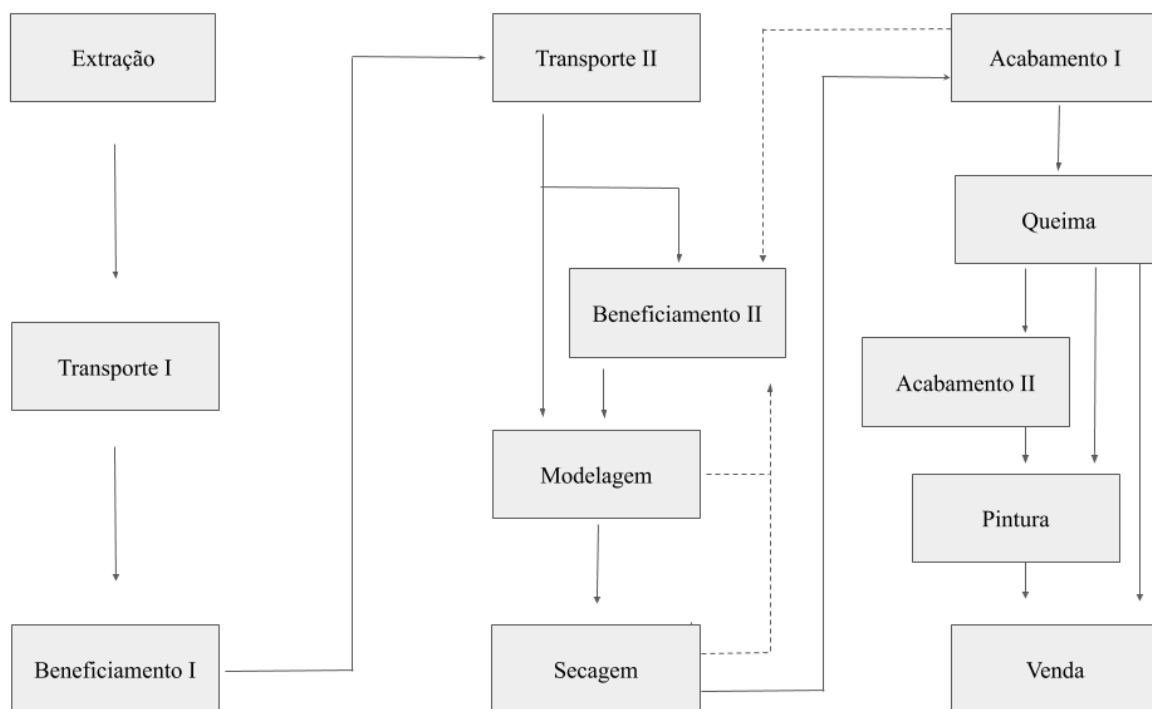 Extração
Transporte I
Beneficiamento I
Transporte II
Beneficiamento II
Modelagem
Secagem
Acabamento I
Queima
Acabamento II
Pintura
Venda